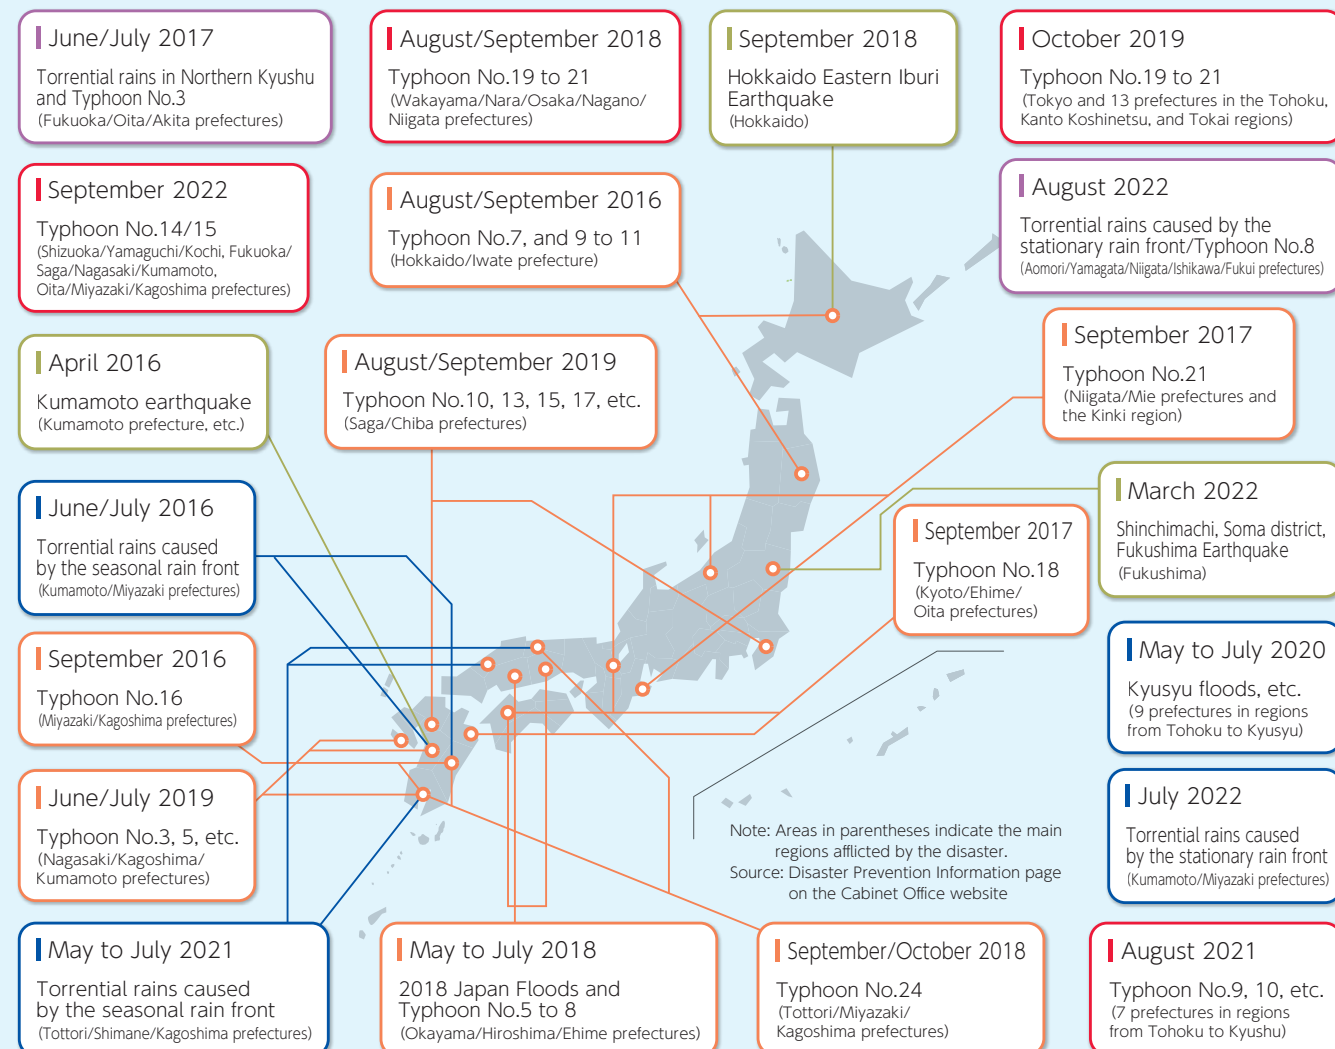 June/July 2017
Torrential rains in Northern Kyushu
and Typhoon No.3
(Fukuoka/Oita/Akita prefectures)
August/September 2018
Typhoon No.19 to 21
(Wakayama/Nara/Osaka/Nagano/
Niigata prefectures)
September 2018
Hokkaido Eastern Iburi
Earthquake
(Hokkaido)
October 2019
Typhoon No.19 to 21
(Tokyo and 13 prefectures in the Tohoku,
Kanto Koshinetsu, and Tokai regions)
September 2022
Typhoon No.14/15
(Shizuoka/Yamaguchi/Kochi, Fukuoka/
Saga/Nagasaki/Kumamoto,
Oita/Miyazaki/Kagoshima prefectures)
August/September 2016
Typhoon No.7, and 9 to 11
(Hokkaido/Iwate prefecture)
August 2022
Torrential rains caused by the
stationary rain front/Typhoon No.8
(Aomori/Yamagata/Niigata/Ishikawa/Fukui prefectures)
April 2016
Kumamoto earthquake
(Kumamoto prefecture, etc.)
August/September 2019
Typhoon No.10, 13, 15, 17, etc.
(Saga/Chiba prefectures)
September 2017
Typhoon No.21
(Niigata/Mie prefectures and
the Kinki region)
June/July 2016
Torrential rains caused
by the seasonal rain front
(Kumamoto/Miyazaki prefectures)
September 2017
Typhoon No.18
(Kyoto/Ehime/
Oita prefectures)
March 2022
Shinchimachi, Soma district,
Fukushima Earthquake
(Fukushima)
September 2016
Typhoon No.16
(Miyazaki/Kagoshima prefectures)
May to July 2020
Kyusyu floods, etc.
(9 prefectures in regions
from Tohoku to Kyusyu)
June/July 2019
Typhoon No.3, 5, etc.
(Nagasaki/Kagoshima/
Kumamoto prefectures)
Note: Areas in parentheses indicate the main
regions afflicted by the disaster.
Source: Disaster Prevention Information page
on the Cabinet Office website
July 2022
Torrential rains caused
by the stationary rain front
(Kumamoto/Miyazaki prefectures)
May to July 2021
Torrential rains caused
by the seasonal rain front
(Tottori/Shimane/Kagoshima prefectures)
May to July 2018
2018 Japan Floods and
Typhoon No.5 to 8
(Okayama/Hiroshima/Ehime prefectures)
September/October 2018
Typhoon No.24
(Tottori/Miyazaki/
Kagoshima prefectures)
August 2021
Typhoon No.9, 10, etc.
(7 prefectures in regions
from Tohoku to Kyushu)